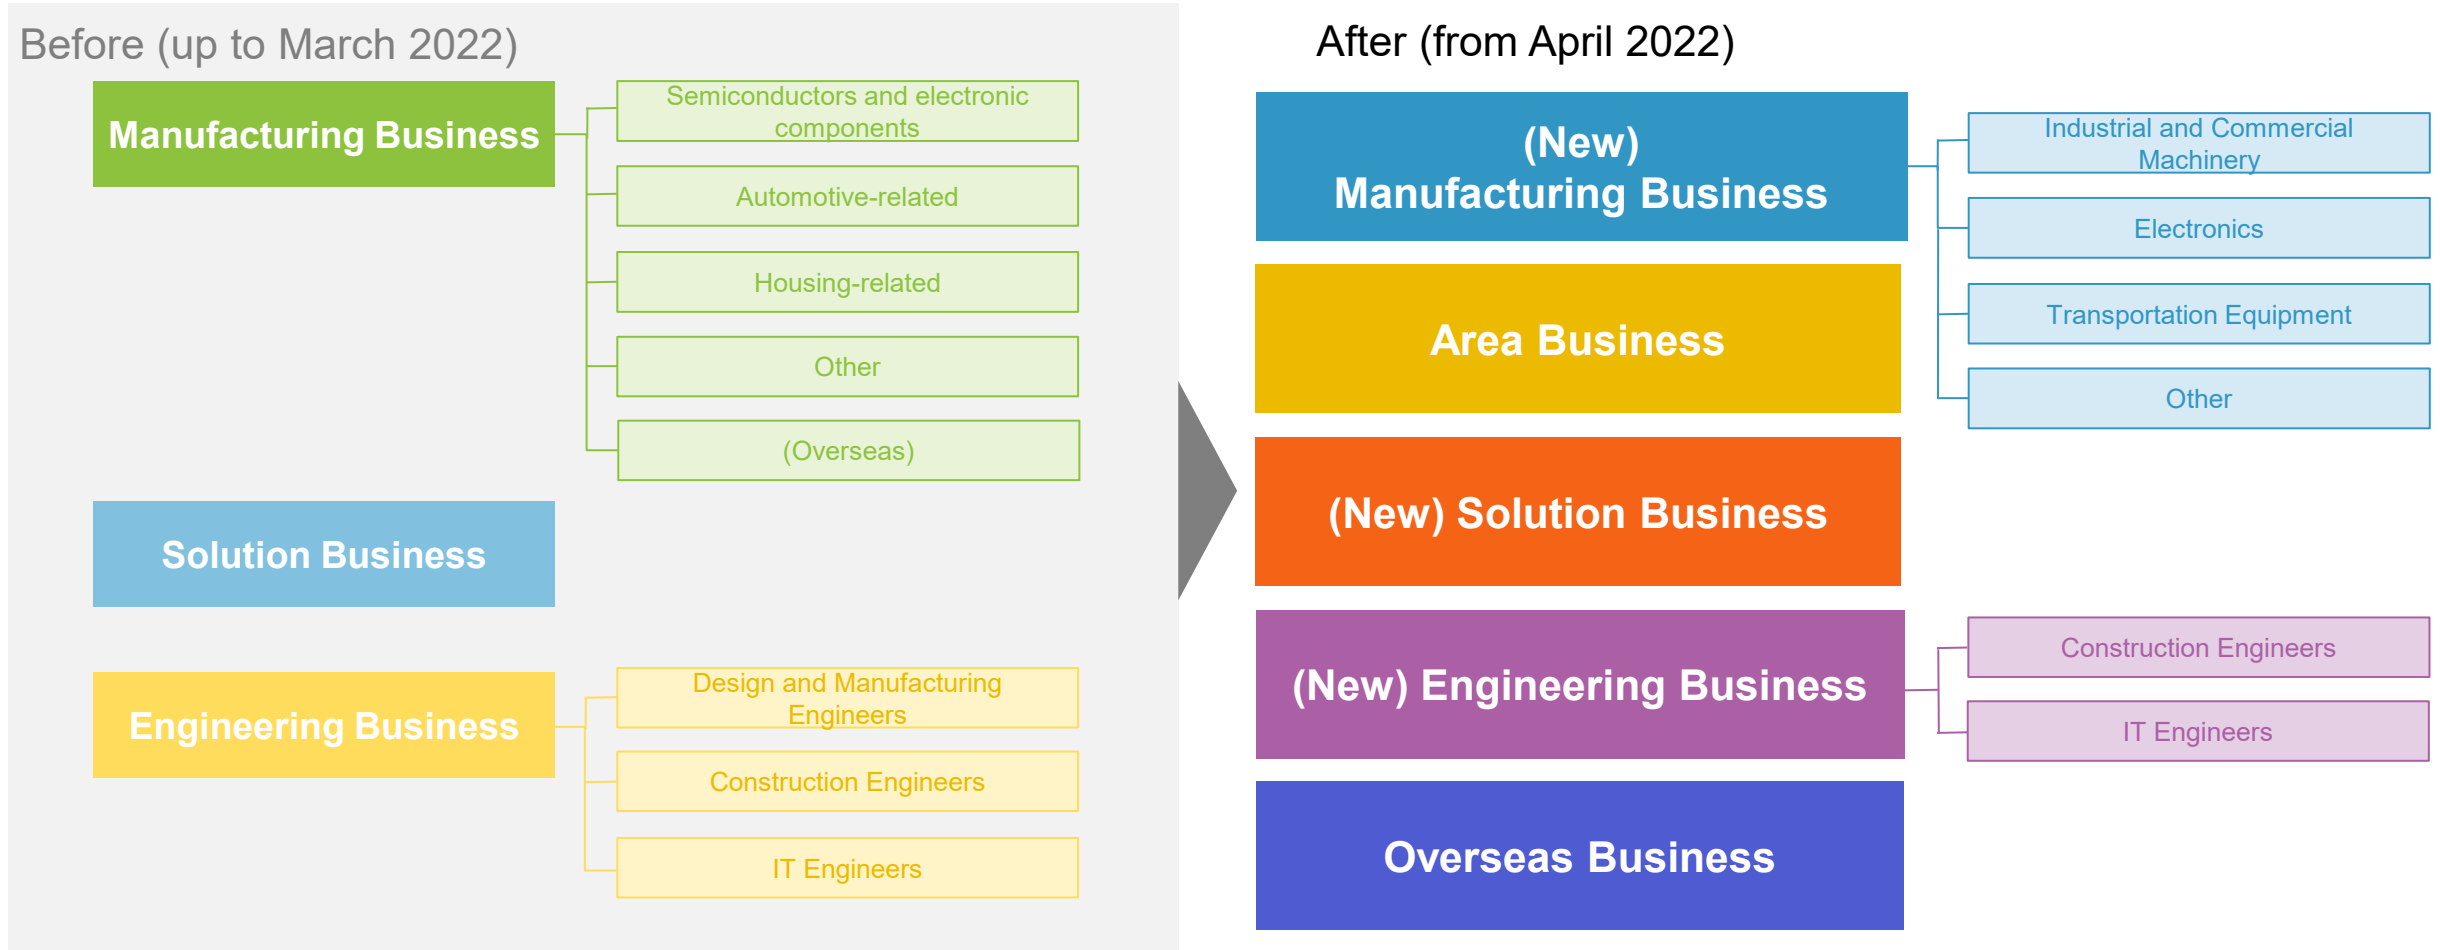 Before (up to March 2022)
Manufacturing Business
Semiconductors and electronic
components
Automotive-related
Housing-related
Other
(Overseas)
Solution Business
Engineering Business
Design and Manufacturing
Engineers
Construction Engineers
IT Engineers
After (from April 2022)
(New)
Manufacturing Business
Industrial and Commercial
Machinery
Electronics
Transportation Equipment
Other
Area Business
(New) Solution Business
(New) Engineering Business
Construction Engineers
IT Engineers
Overseas Business